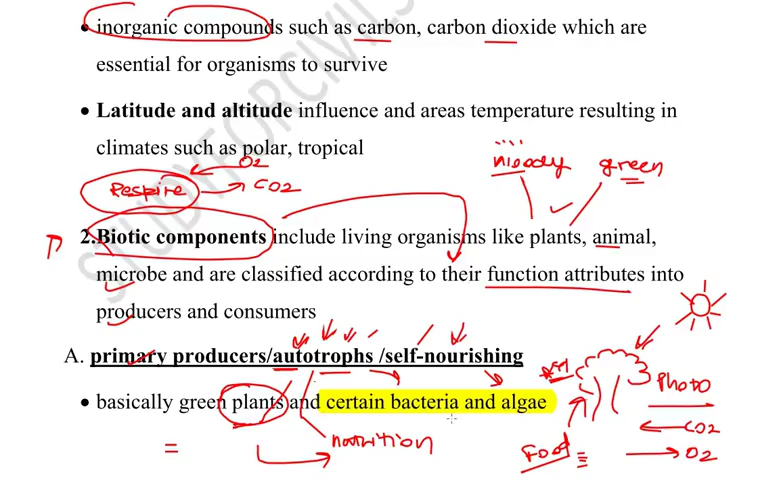 • inorganic compounds such as carbon, carbon dioxide which are
essential for organisms to survive
• Latitude and altitude influence and areas temperature resulting in
climates such as polar, tropical
O2
Respire CO2
green
2.Biotic components include living organisms like plants, animal,
microbe and are classified according to their function attributes into
producers and consumers
A. primary producers/autotrophs /self-nourishing
Photo
• basically green plants and certain bacteria and algae
CO2
= nutrition Food O2
STUDYFORCIVILS